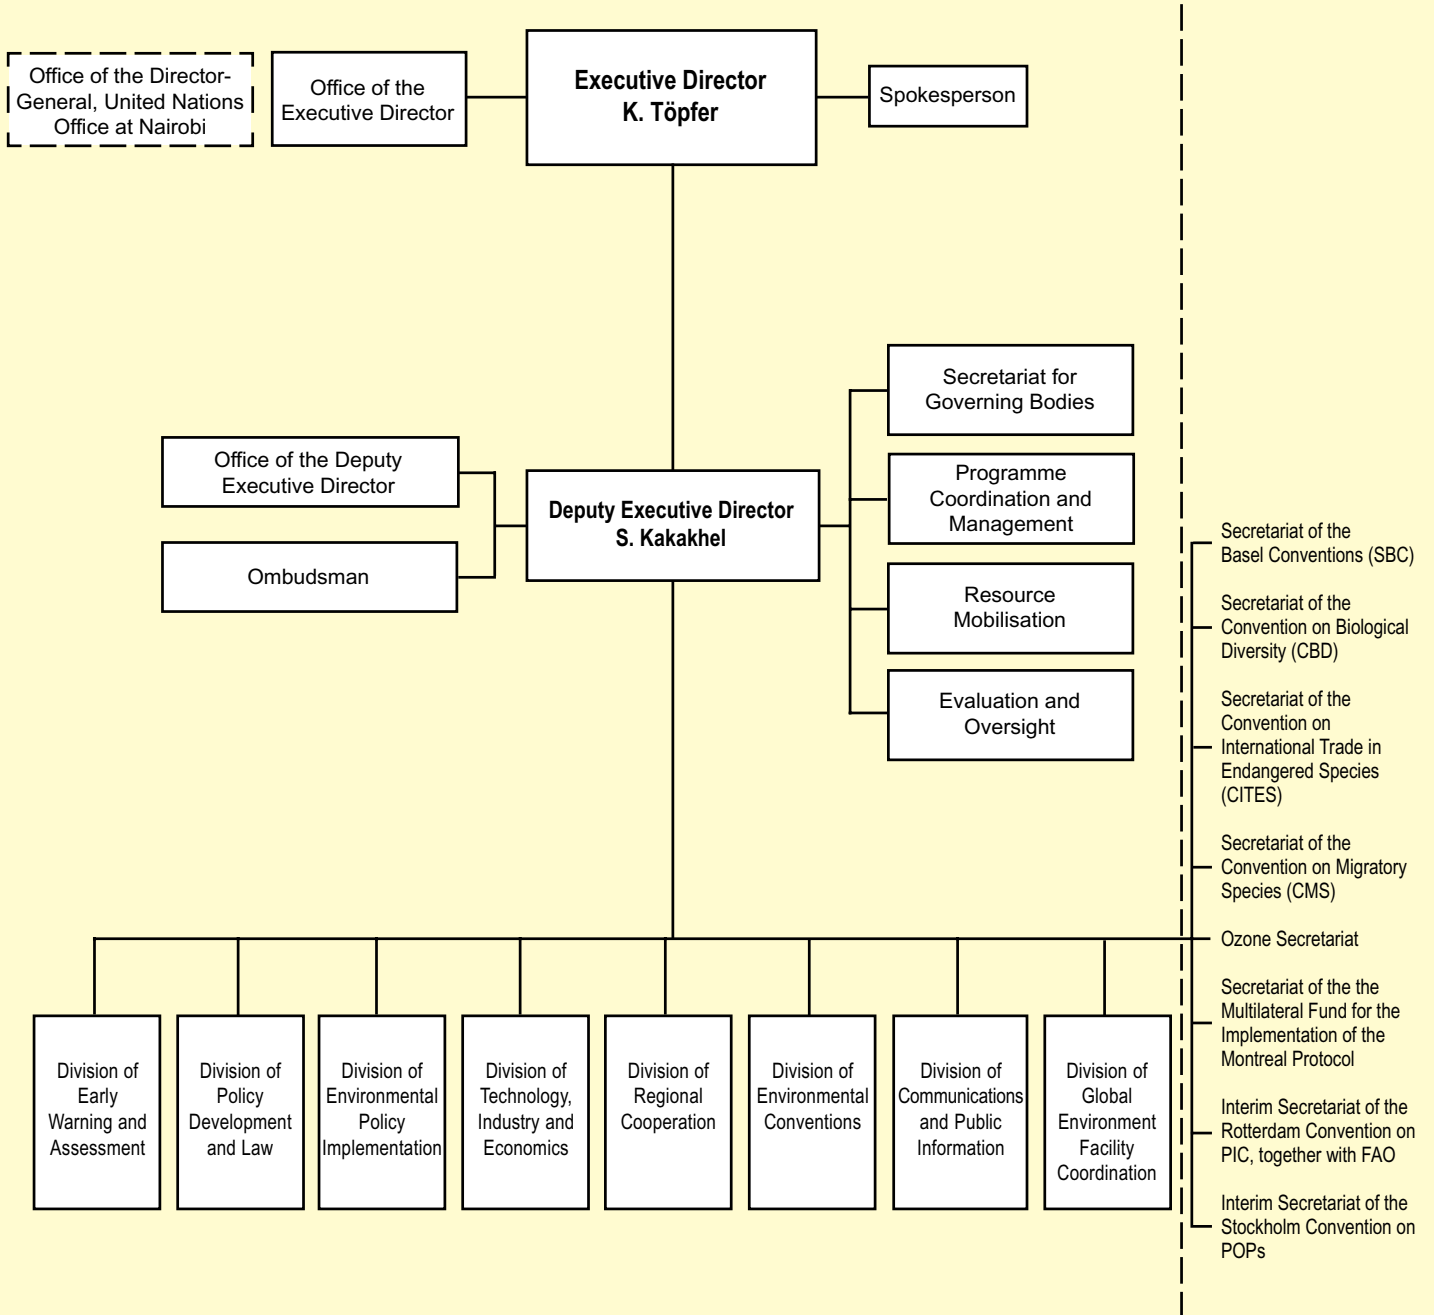 Office of the Director-
General, United Nations
Office at Nairobi
Office of the
Executive Director
Executive Director
K. Töpfer
Spokesperson
Secretariat for
Governing Bodies
Office of the Deputy
Executive Director
Ombudsman
Deputy Executive Director
S. Kakakhel
Programme
Coordination and
Management
Resource
Mobilisation
Evaluation and
Oversight
Secretariat of the
Basel Conventions (SBC)
Secretariat of the
Convention on Biological
Diversity (CBD)
Secretariat of the
Convention on
International Trade in
Endangered Species
(CITES)
Secretariat of the
Convention on Migratory
Species (CMS)
Ozone Secretariat
Secretariat of the the
Multilateral Fund for the
Implementation of the
Montreal Protocol
Interim Secretariat of the
Rotterdam Convention on
PIC, together with FAO
Interim Secretariat of the
Stockholm Convention on
POPs
Division of
Early
Warning and
Assessment
Division of
Policy
Development
and Law
Division of
Environmental
Policy
Implementation
Division of
Technology,
Industry and
Economics
Division of
Regional
Cooperation
Division of
Environmental
Conventions
Division of
Communications
and Public
Information
Division of
Global
Environment
Facility
Coordination